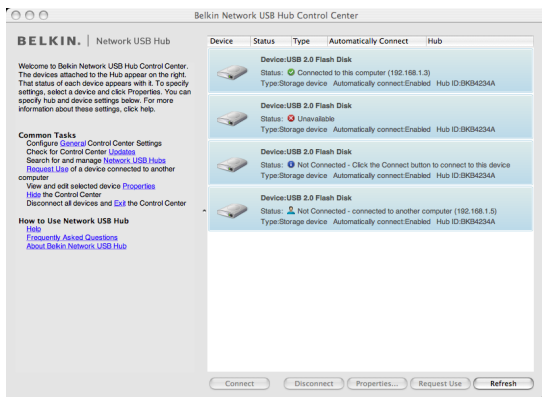 Belkin Network USB Hub Control Center
BELKIN. | Network USB Hub
Welcome to Belkin Network USB Hub Control Center.
The devices attached to the Hub appear on the right.
That status of each device appears with it. To specify
settings, select a device and click Properties. You can
specify hub and device settings below. For more
information about these settings, click help.
Common Tasks
Configure General Control Center Settings
Check for Control Center Updates
Search for and manage Network USB Hubs
Request Use of a device connected to another
computer
View and edit selected device Properties
Hide the Control Center
Disconnect all devices and Exit the Control Center
How to Use Network USB Hub
Help
Frequently Asked Questions
About Belkin Network USB Hub
Device Status Type Automatically Connect Hub
Device:USB 2.0 Flash Disk
Status: Connected to this computer (192.168.1.3)
Type:Storage device Automatically connect:Enabled Hub ID:BKB4234A
Device:USB 2.0 Flash Disk
Status: Unavailable
Type:Storage device Automatically connect:Enabled Hub ID:BKB4234A
Device:USB 2.0 Flash Disk
Status: Not Connected - Click the Connect button to connect to this device
Type:Storage device Automatically connect:Enabled Hub ID:BKB4234A
Device:USB 2.0 Flash Disk
Status: Not Connected - connected to another computer (192.168.1.5)
Type:Storage device Automatically connect:Enabled Hub ID:BKB4234A
Connect Disconnect Properties... Request Use Refresh